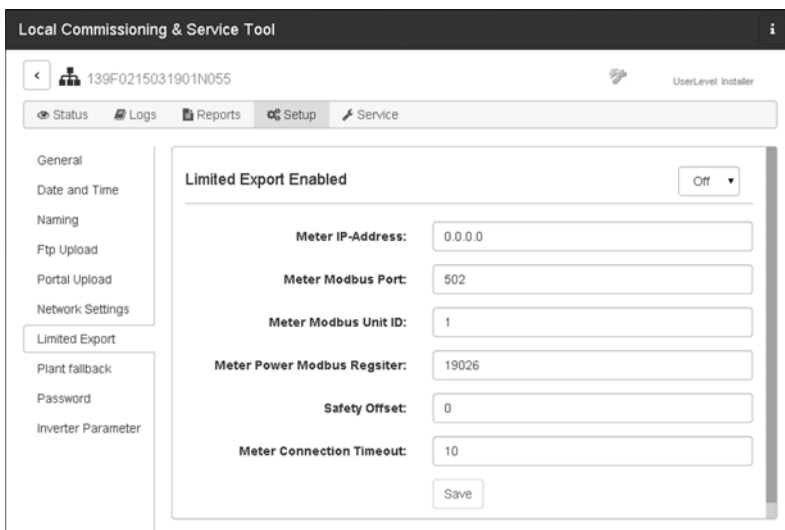 Local Commissioning & Service Tool
i
139F0215031901N055
UserLevel: Installer
Status
Logs
Reports
Setup
Service
General
Date and Time
Naming
Ftp Upload
Portal Upload
Network Settings
Limited Export
Plant fallback
Password
Inverter Parameter
Limited Export Enabled
Off
Meter IP-Address:
0.0.0.0
Meter Modbus Port:
502
Meter Modbus Unit ID:
1
Meter Power Modbus Regsiter:
19026
Safety Offset:
0
Meter Connection Timeout:
10
Save